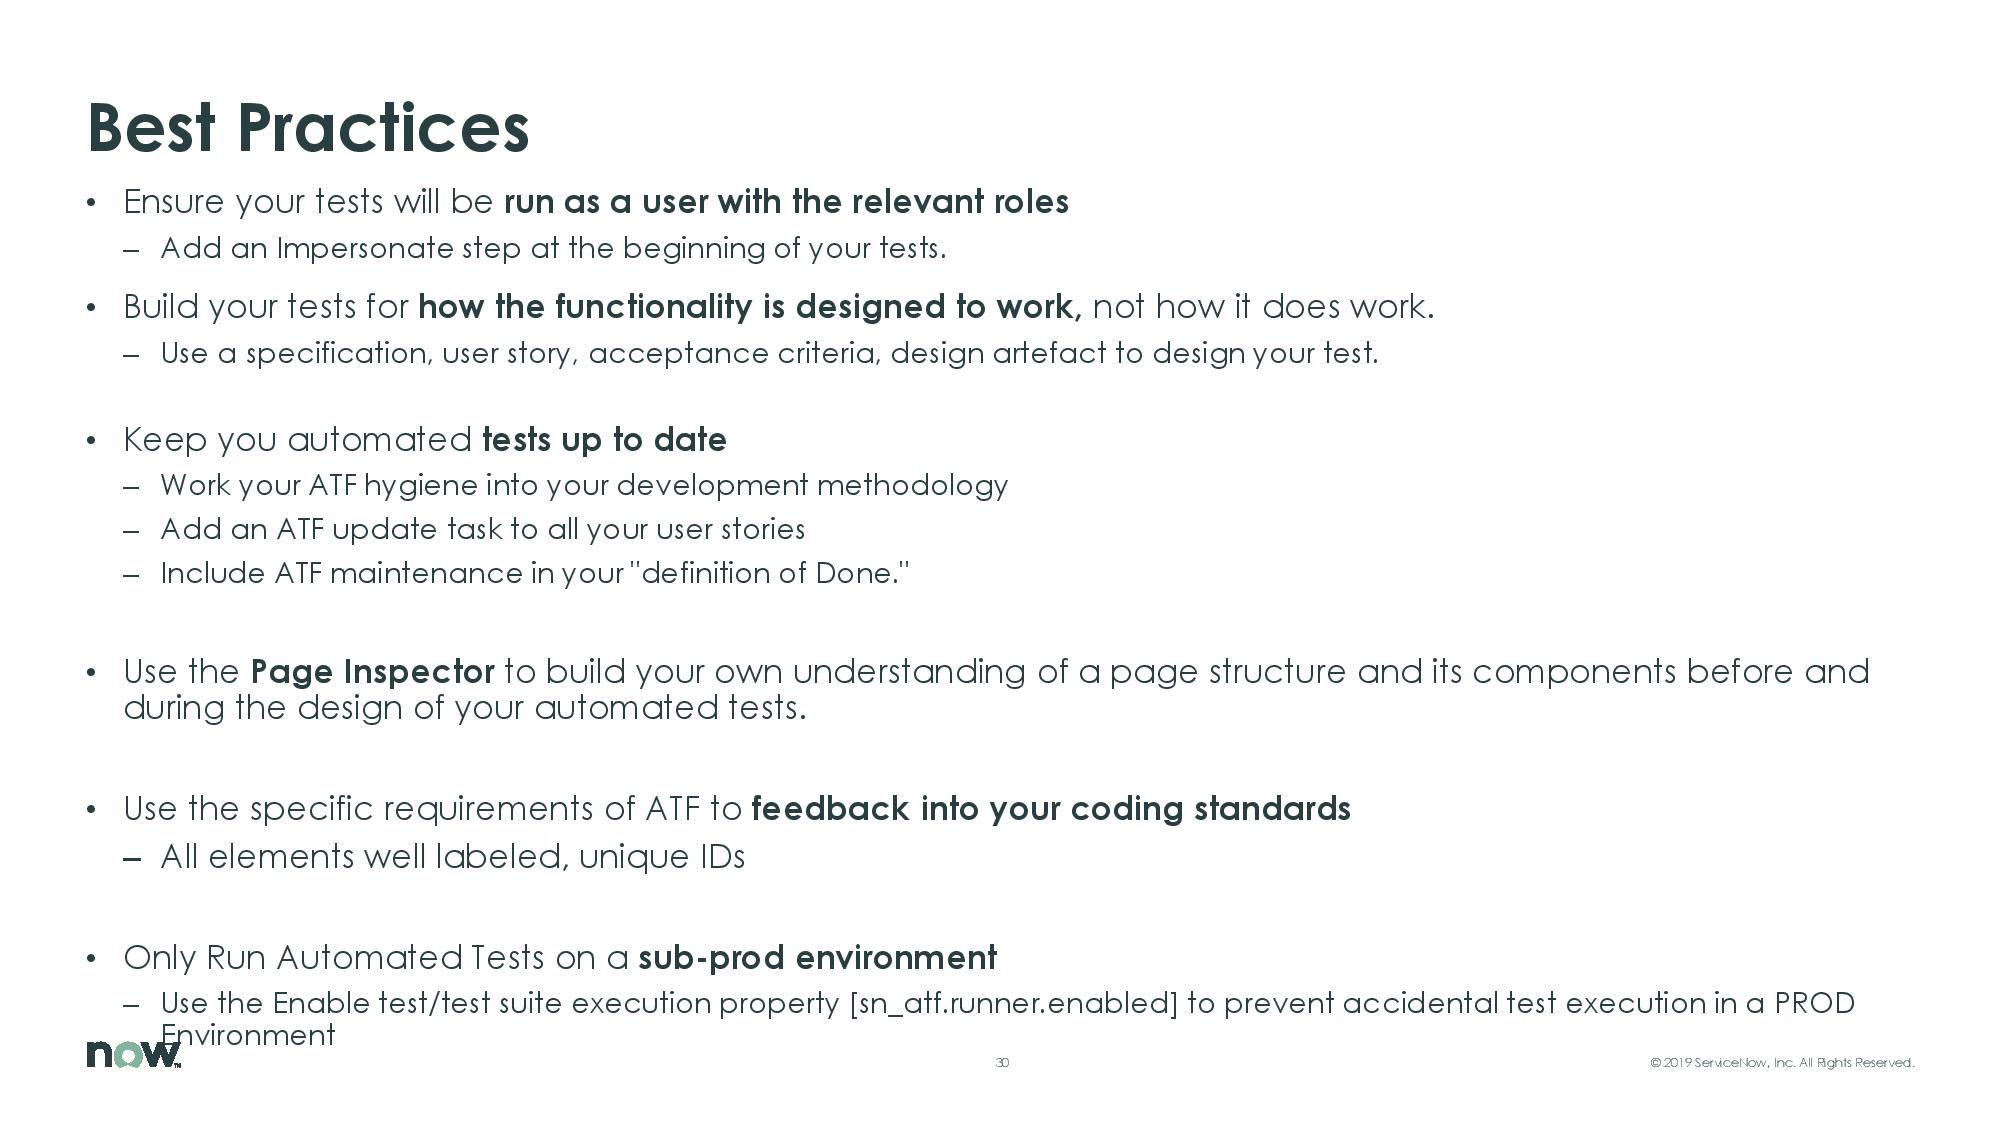 Best Practices
• Ensure your tests will be run as a user with the relevant roles
– Add an Impersonate step at the beginning of your tests.
• Build your tests for how the functionality is designed to work, not how it does work.
– Use a specification, user story, acceptance criteria, design artefact to design your test.
• Keep you automated tests up to date
– Work your ATF hygiene into your development methodology
– Add an ATF update task to all your user stories
– Include ATF maintenance in your "definition of Done."
• Use the Page Inspector to build your own understanding of a page structure and its components before and
during the design of your automated tests.
• Use the specific requirements of ATF to feedback into your coding standards
– All elements well labeled, unique IDs
• Only Run Automated Tests on a sub-prod environment
– Use the Enable test/test suite execution property [sn_atf.runner.enabled] to prevent accidental test execution in a PROD
Environment
now™
30
© 2019 ServiceNow, Inc. All Rights Reserved.